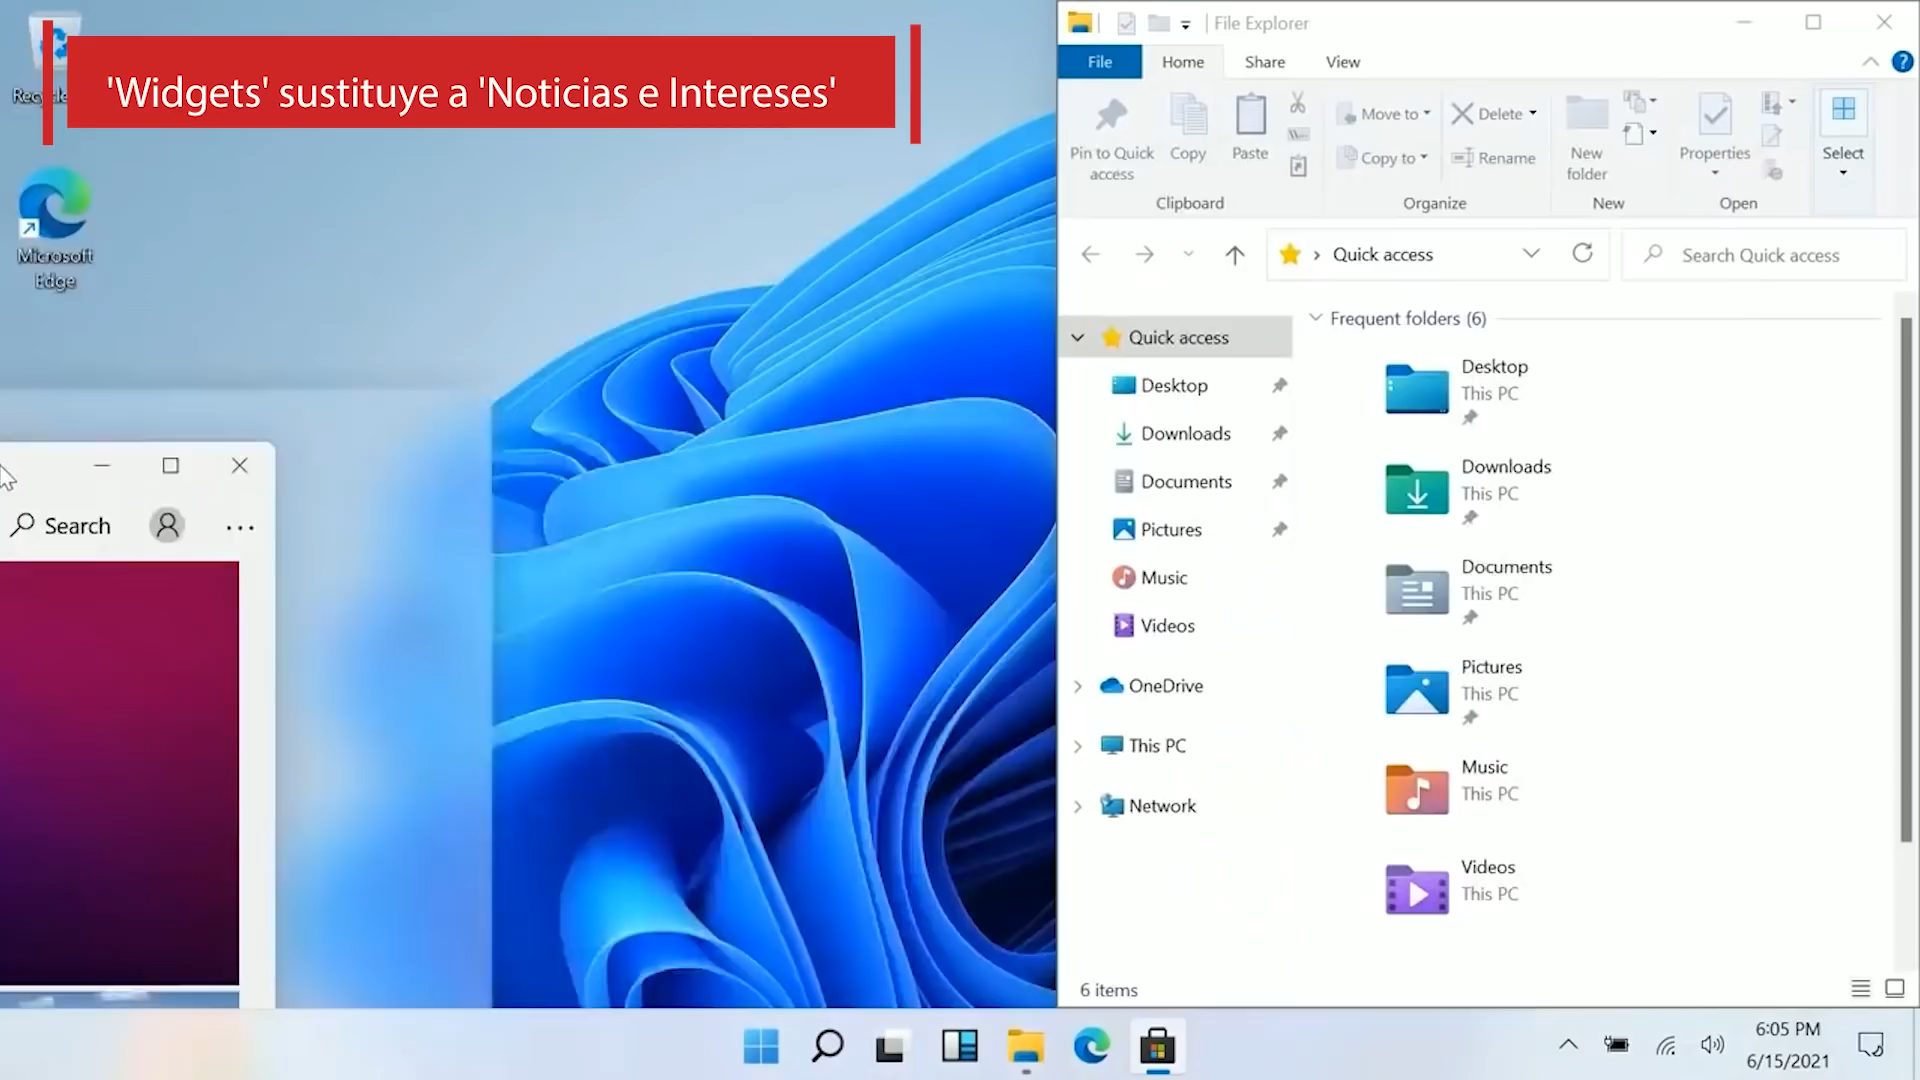 'Widgets' sustituye a 'Noticias e Intereses'
Microsoft
Edge
Search
File Explorer
File
Home
Share
View
Pin to Quick
access
Copy
Paste
Move to
Copy to
Delete
Rename
New
folder
Properties
Select
Clipboard
Organize
New
Open
Quick access
Search Quick access
Quick access
Desktop
Downloads
Documents
Pictures
Music
Videos
OneDrive
This PC
Network
Frequent folders (6)
Desktop
This PC
Downloads
This PC
Documents
This PC
Pictures
This PC
Music
This PC
Videos
This PC
6 items
6:05 PM
6/15/2021